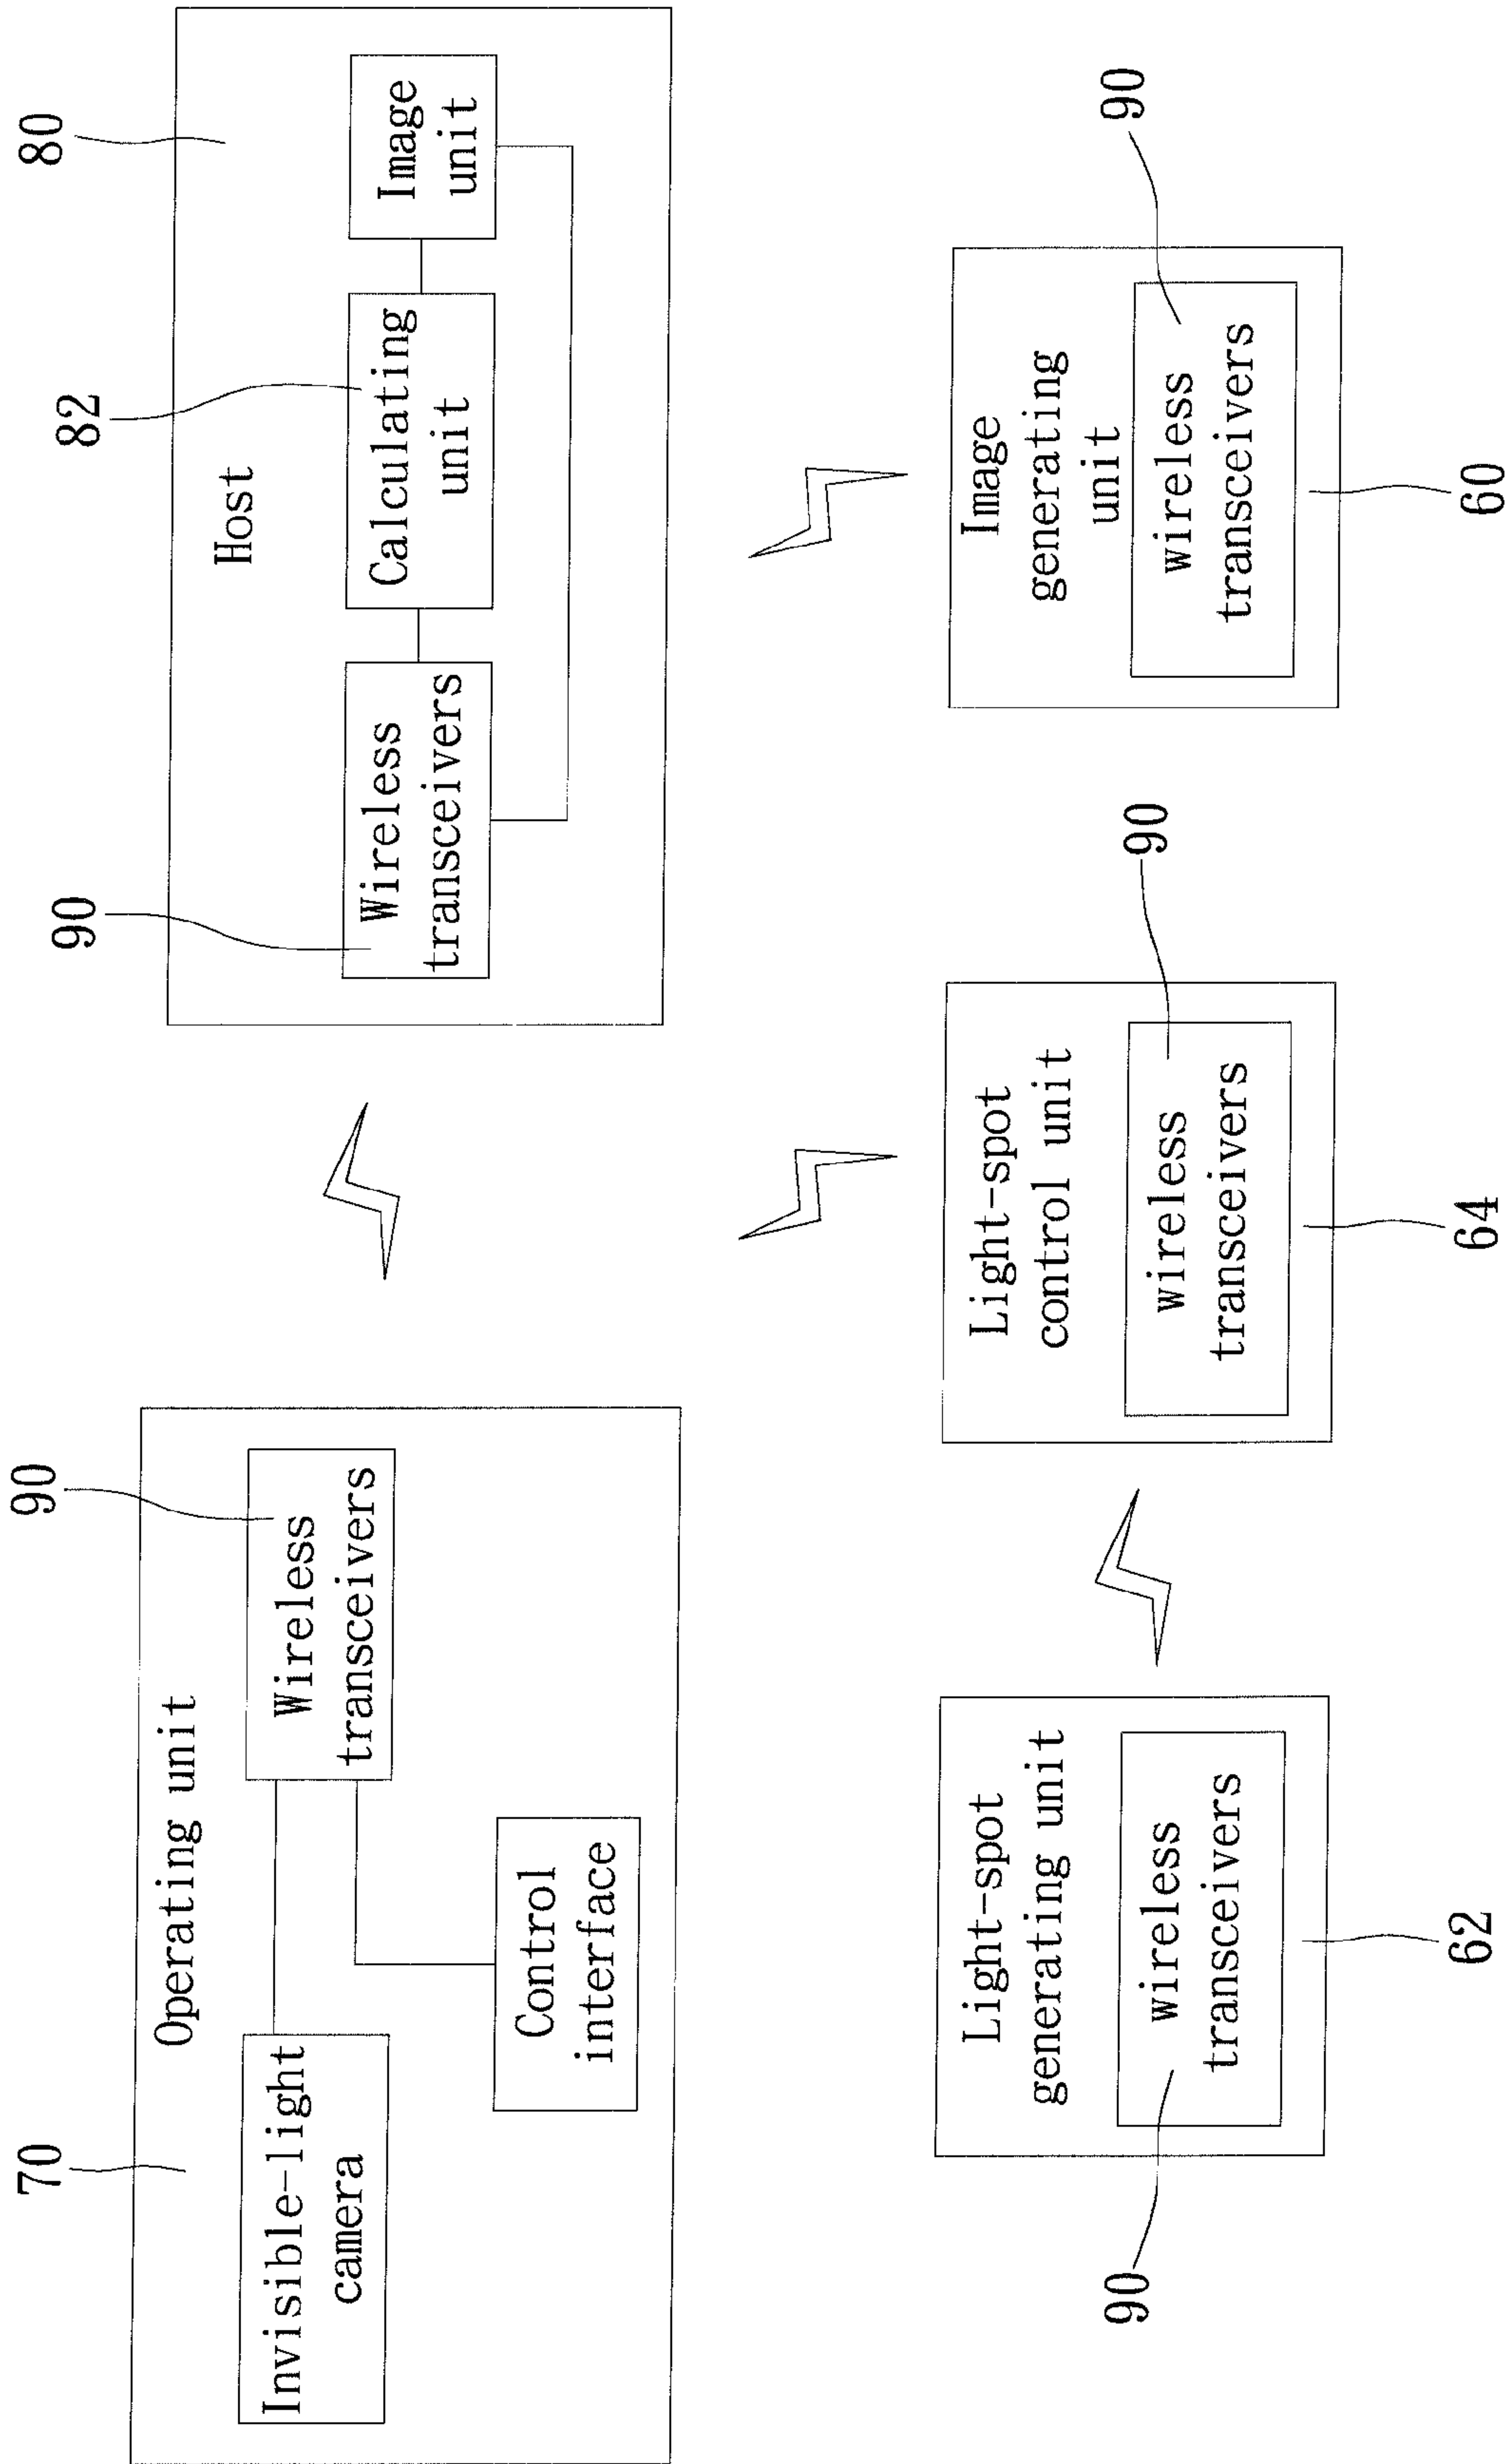 70
90
90
82
80
Operating unit
Invisible-light
camera
Wireless
transceivers
Control
interface
Host
Wireless
transceivers
Calculating
unit
Image
unit
Light-spot
generating unit
wireless
transceivers
90
62
Light-spot
control unit
wireless
transceivers
90
64
Image
generating
unit
wireless
transceivers
90
60